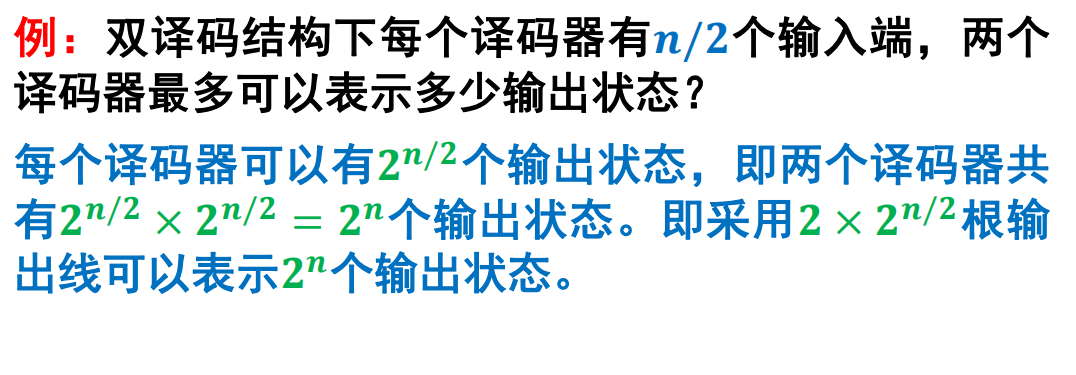 例：双译码结构下每个译码器有n/2个输入端，两个
译码器最多可以表示多少输出状态？
每个译码器可以有2^{n/2}个输出状态，即两个译码器共
有2^{n/2} × 2^{n/2} = 2^n个输出状态。即采用2 × 2^{n/2}根输
出线可以表示2^n个输出状态。